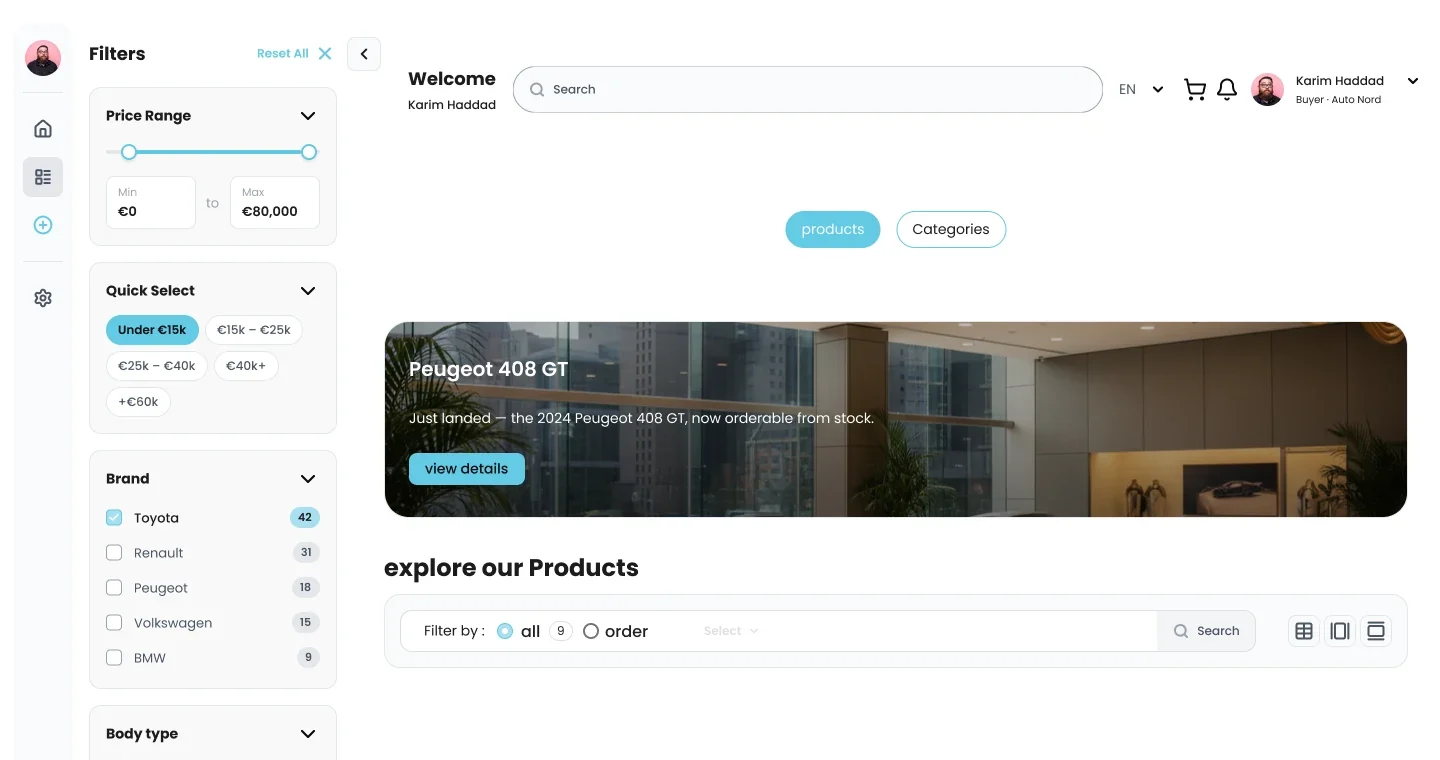 Filters
Reset All
Price Range
Min
€0
to
Max
€80,000
Quick Select
Under €15k
€15k – €25k
€25k – €40k
€40k+
+€60k
Brand
Toyota 42
Renault 31
Peugeot 18
Volkswagen 15
BMW 9
Body type
Welcome
Karim Haddad
Search
EN
Karim Haddad
Buyer · Auto Nord
products
Categories
Peugeot 408 GT
Just landed — the 2024 Peugeot 408 GT, now orderable from stock.
view details
explore our Products
Filter by : all 9 order Select Search